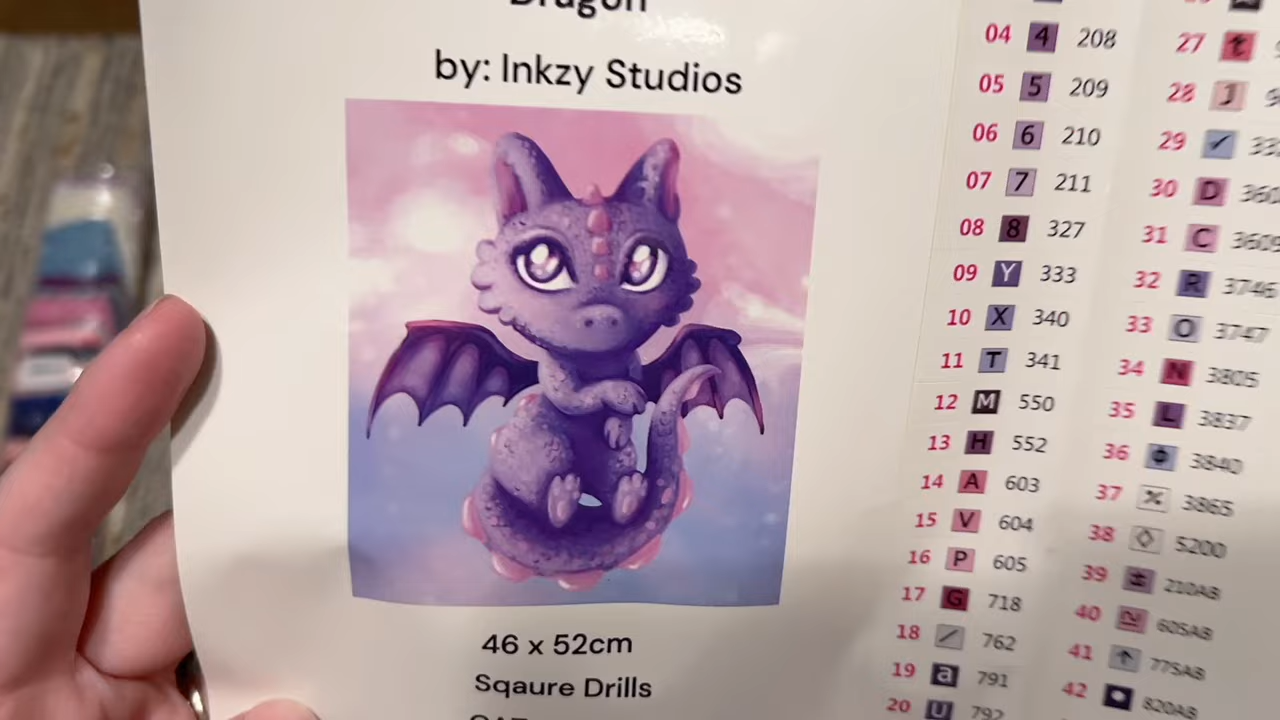 Dragon
by: Inkzy Studios
46 x 52cm
Sqaure Drills
04 4 208
05 5 209
06 6 210
07 7 211
08 8 327
09 Y 333
10 X 340
11 T 341
12 M 550
13 H 552
14 A 603
15 V 604
16 P 605
17 G 718
18 / 762
19 a 791
20 U 792
27 t
28 J
29 ✓
30 D
31 C 3609
32 R 3746
33 O 3747
34 N 3805
35 L 3837
36 3840
37 3865
38 ◇ 5200
39 210AB
40 605AB
41 ↑ 775AB
42 820AB